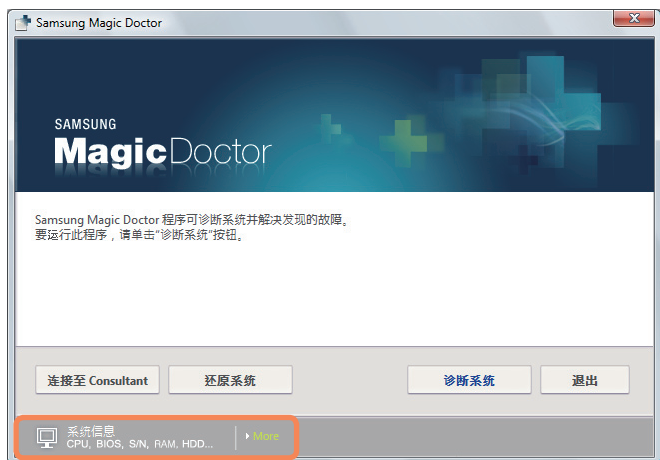 Samsung Magic Doctor
SAMSUNG
MagicDoctor
Samsung Magic Doctor 程序可诊断系统并解决发现的故障。
要运行此程序，请单击“诊断系统”按钮。
连接至 Consultant
还原系统
诊断系统
退出
系统信息
CPU, BIOS, S/N, RAM, HDD...
More